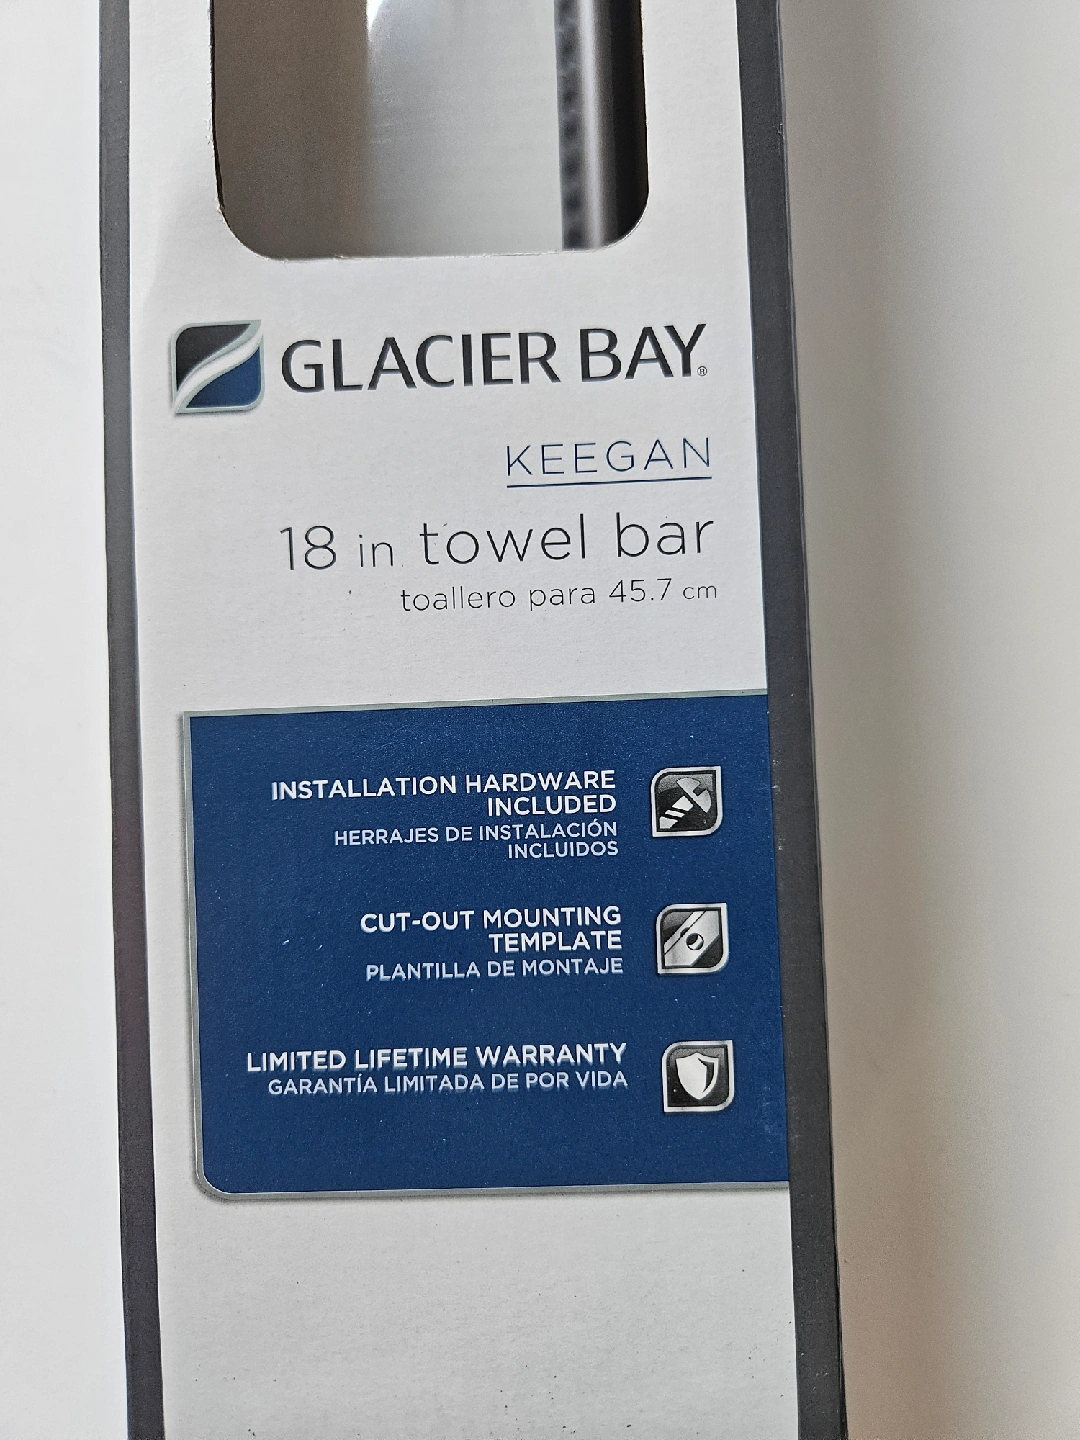 GLACIER BAY®
KEEGAN
18 in towel bar
toallero para 45.7 cm
INSTALLATION HARDWARE
INCLUDED
HERRAJES DE INSTALACIÓN
INCLUIDOS
CUT-OUT MOUNTING
TEMPLATE
PLANTILLA DE MONTAJE
LIMITED LIFETIME WARRANTY
GARANTÍA LIMITADA DE POR VIDA